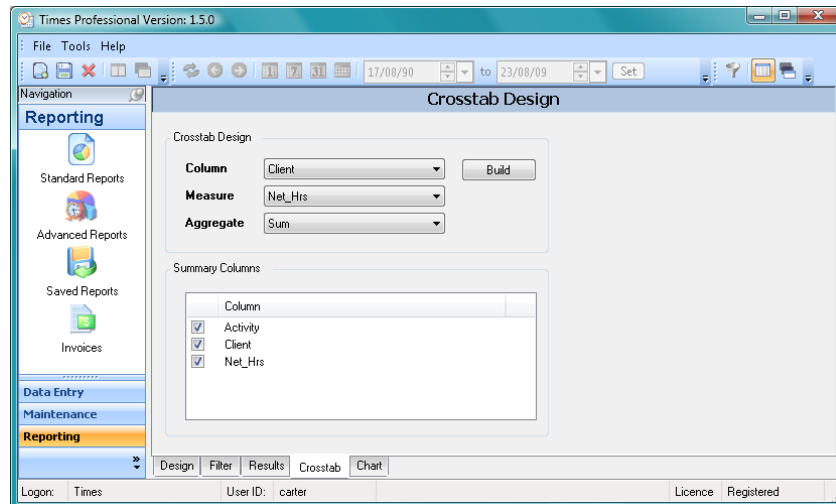 Times Professional Version: 1.5.0
File Tools Help
1 7 31 17/08/90 to 23/08/09 Set
Navigation
Crosstab Design
Reporting
Standard Reports
Advanced Reports
Saved Reports
Invoices
Data Entry
Maintenance
Reporting
Crosstab Design
Column Client Build
Measure Net_Hrs
Aggregate Sum
Summary Columns
Column
Activity
Client
Net_Hrs
Design Filter Results Crosstab Chart
Logon: Times User ID: carter Licence Registered